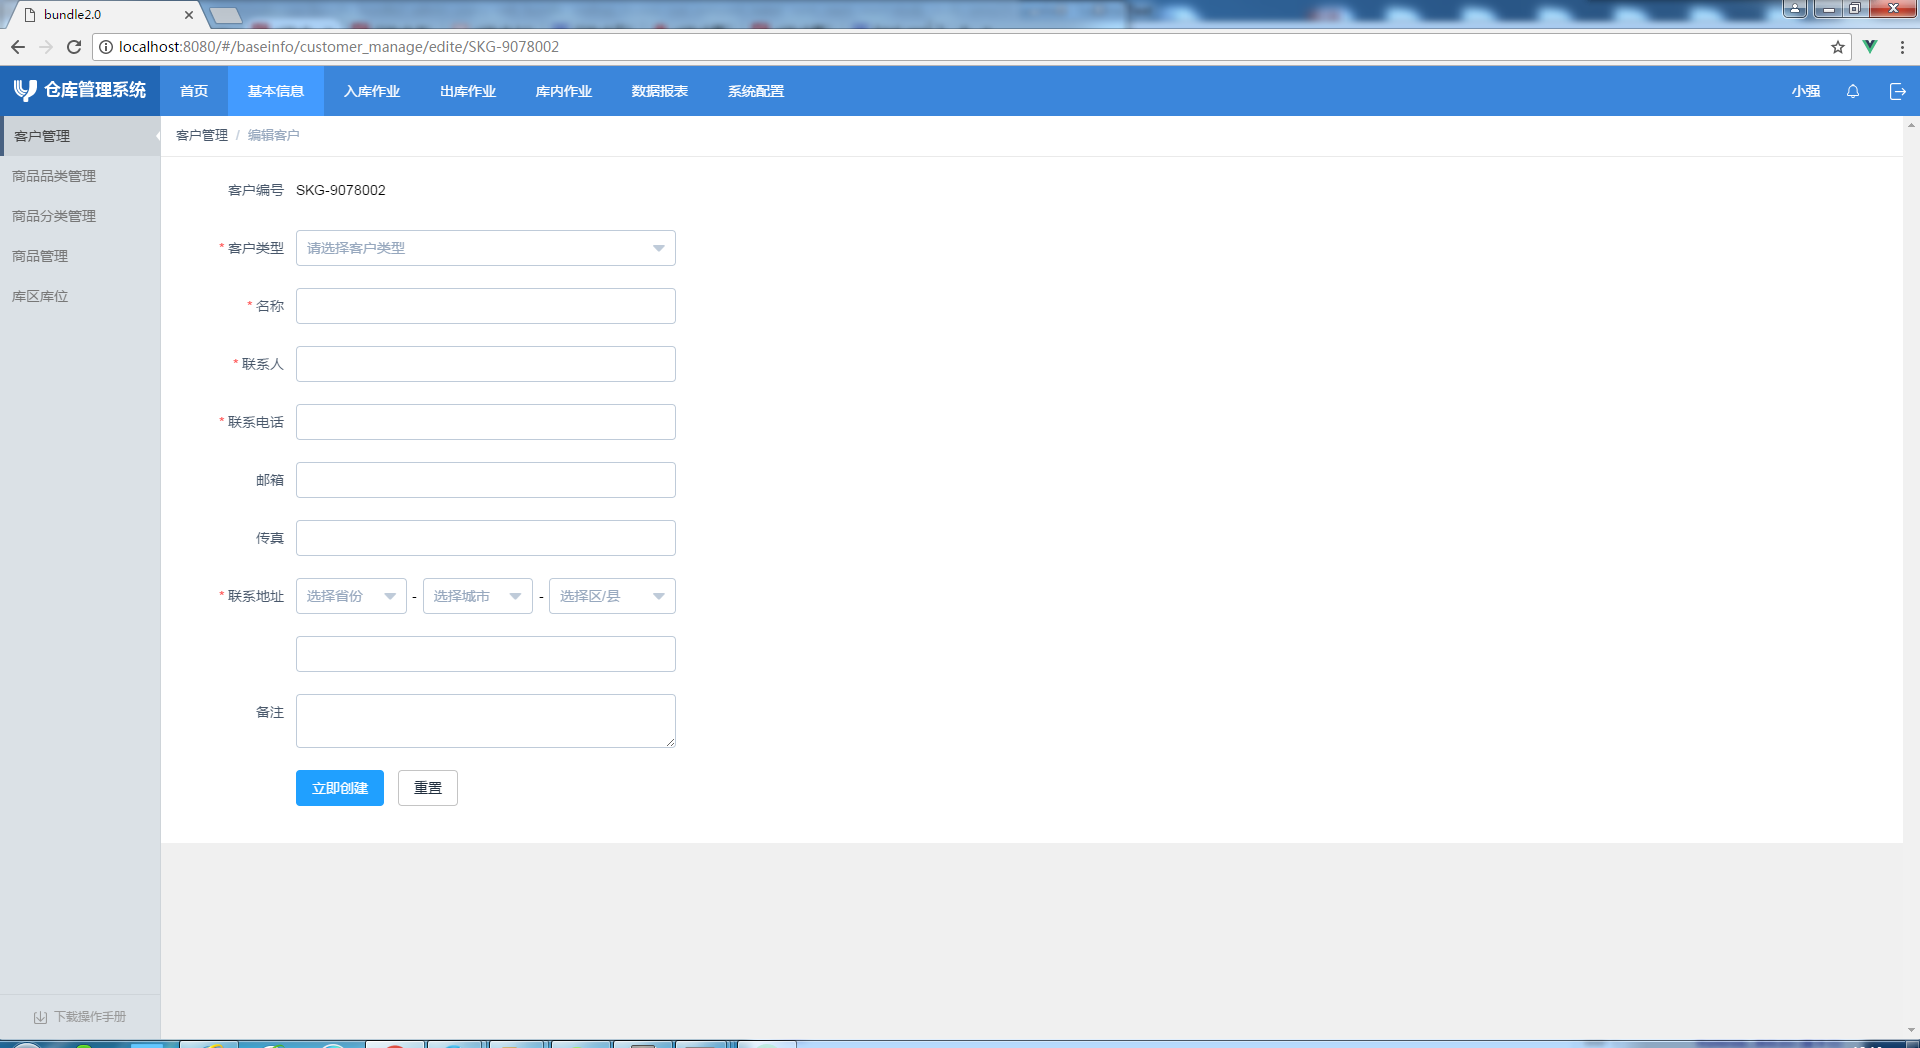 bundle2.0
localhost:8080/#/baseinfo/customer_manage/edite/SKG-9078002
仓库管理系统 首页 基本信息 入库作业 出库作业 库内作业 数据报表 系统配置 小强
客户管理
商品品类管理
商品分类管理
商品管理
库区库位
下载操作手册
客户管理 / 编辑客户
客户编号 SKG-9078002
* 客户类型 请选择客户类型
* 名称
* 联系人
* 联系电话
邮箱
传真
* 联系地址 选择省份 - 选择城市 - 选择区/县
备注
立即创建 重置